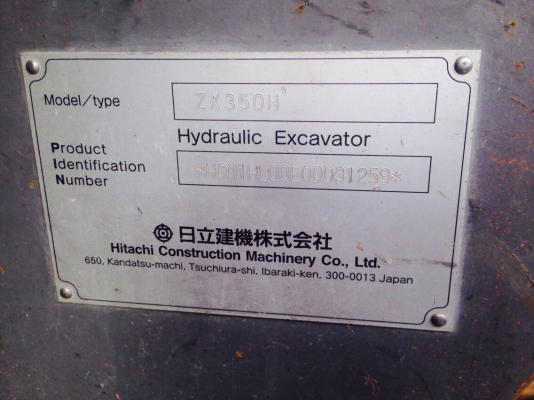 Model/type ZX350H
Hydraulic Excavator
Product
Identification
Number
日立建機株式会社
Hitachi Construction Machinery Co., Ltd.
650, Kandatsu-machi, Tsuchiura-shi, Ibaraki-ken, 300-0013 Japan